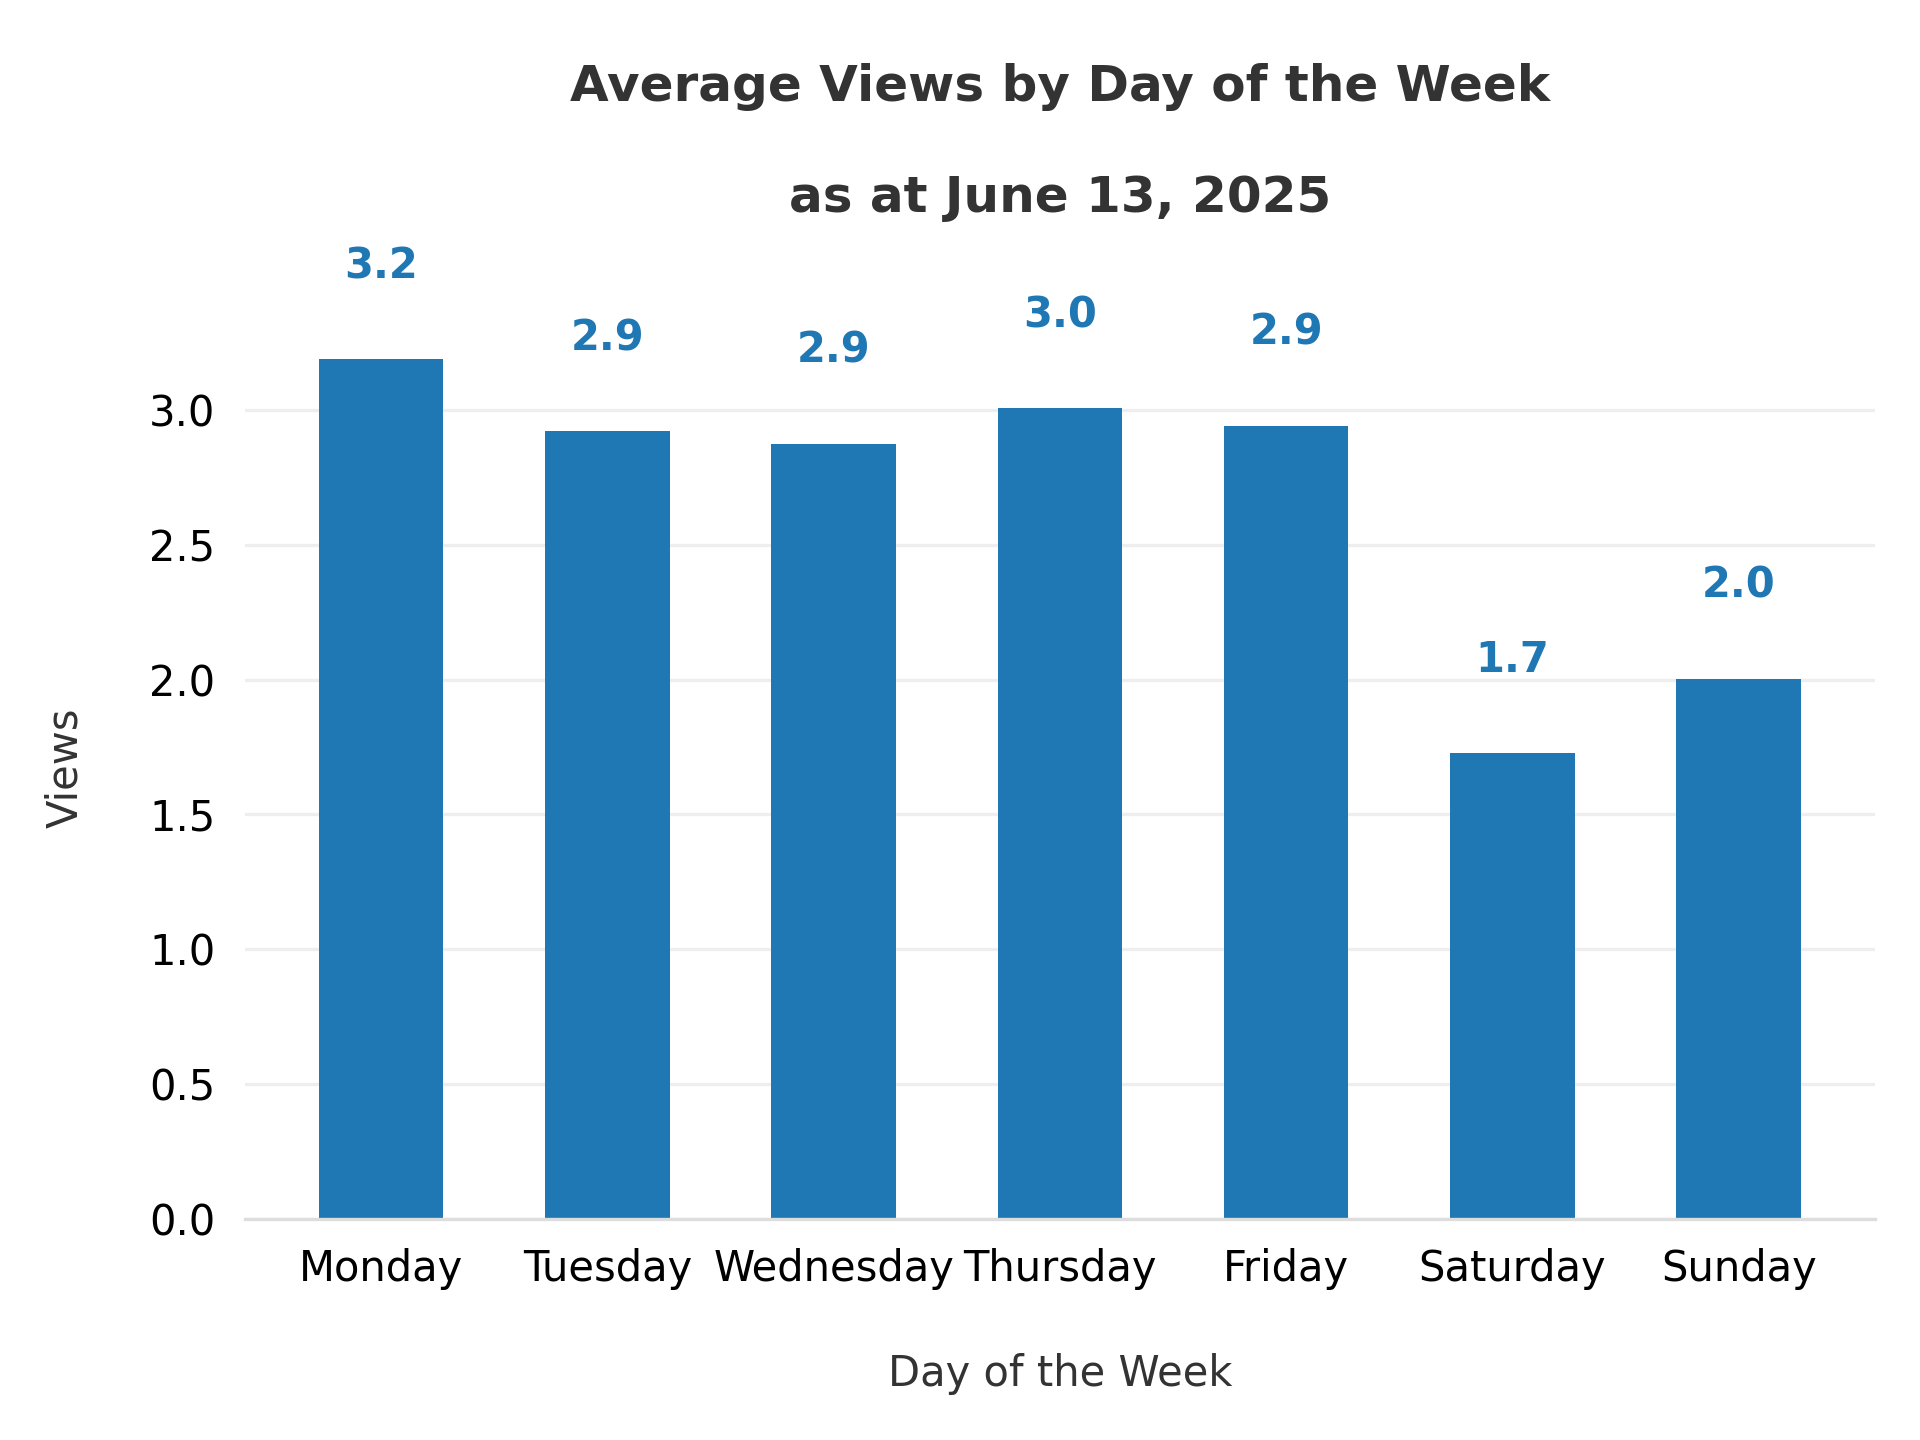 Average Views by Day of the Week
as at June 13, 2025
3.2
2.9
2.9
3.0
2.9
1.7
2.0
3.0
2.5
2.0
1.5
1.0
0.5
0.0
Views
Monday Tuesday Wednesday Thursday Friday Saturday Sunday
Day of the Week